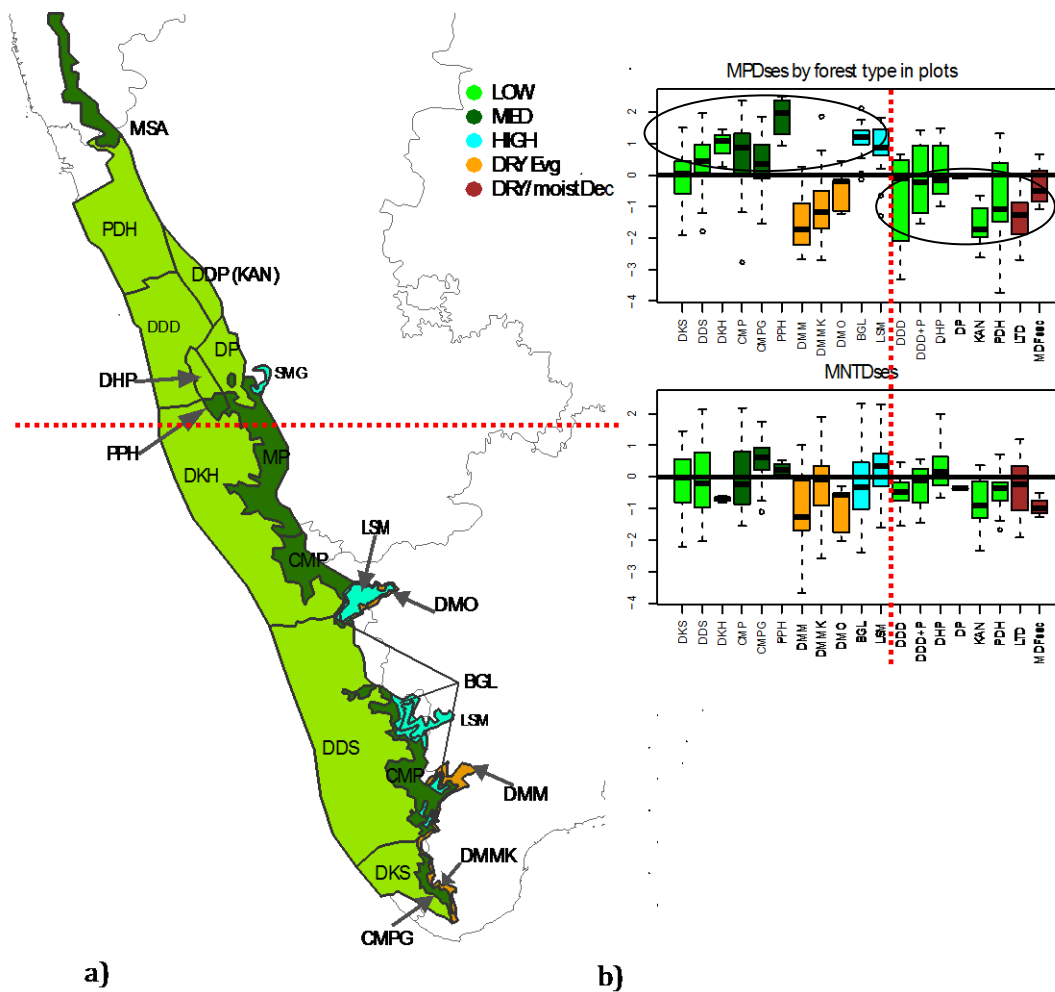 MSA
PDH
DDP (KAN)
DDD
DP
DHP
SMG
PPH
MP
DKH
LSM
CMP
DMO
BGL
LSM
DDS
CMP
DMM
DMMK
DKS
CMPG
a)
LOW
MED
HIGH
DRY Evg
DRY/moist Dec
MPDses by forest type in plots
2
1
0
-1
-2
-3
-4
DKS DDS DKH CMP CMPG PPH DMM DMMK DMO BGL LSM DDD DDD+P DHP DP KAN PDH LTD MDFsec
MNTDses
2
1
0
-1
-2
-3
-4
DKS DDS DKH CMP CMPG PPH DMM DMMK DMO BGL LSM DDD DDD+P DHP DP KAN PDH LTD MDFsec
b)